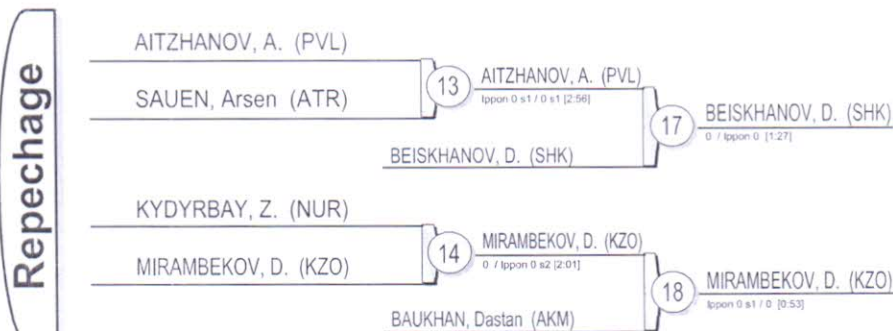 Repechage
AITZHANOV, A. (PVL)
SAUEN, Arsen (ATR)
13
AITZHANOV, A. (PVL)
Ippon 0 s1 / 0 s1 [2:56]
BEISKHANOV, D. (SHK)
17
BEISKHANOV, D. (SHK)
0 / Ippon 0 [1:27]
KYDYRBAY, Z. (NUR)
MIRAMBEKOV, D. (KZO)
14
MIRAMBEKOV, D. (KZO)
0 / Ippon 0 s2 [2:01]
BAUKHAN, Dastan (AKM)
18
MIRAMBEKOV, D. (KZO)
Ippon 0 s1 / 0 [0:53]